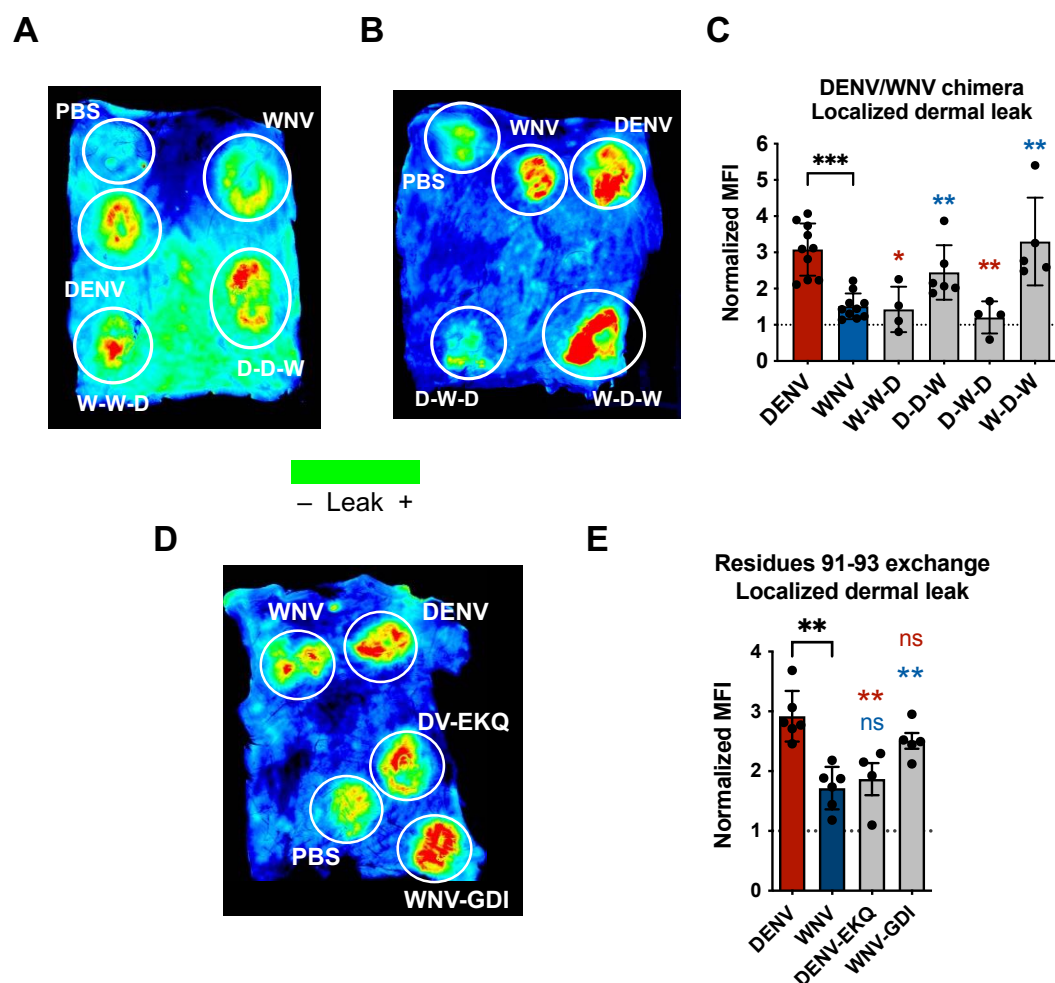 A
PBS
WNV
DENV
D-D-W
W-W-D
B
WNV
DENV
PBS
D-W-D
W-D-W
C
DENV/WNV chimera
Localized dermal leak
Normalized MFI
6
5
4
3
2
1
0
***
*
**
**
**
DENV
WNV
W-W-D
D-D-W
D-W-D
W-D-W
– Leak +
D
WNV
DENV
DV-EKQ
PBS
WNV-GDI
E
Residues 91-93 exchange
Localized dermal leak
Normalized MFI
4
3
2
1
0
**
**
ns
ns
**
DENV
WNV
DENV-EKQ
WNV-GDI